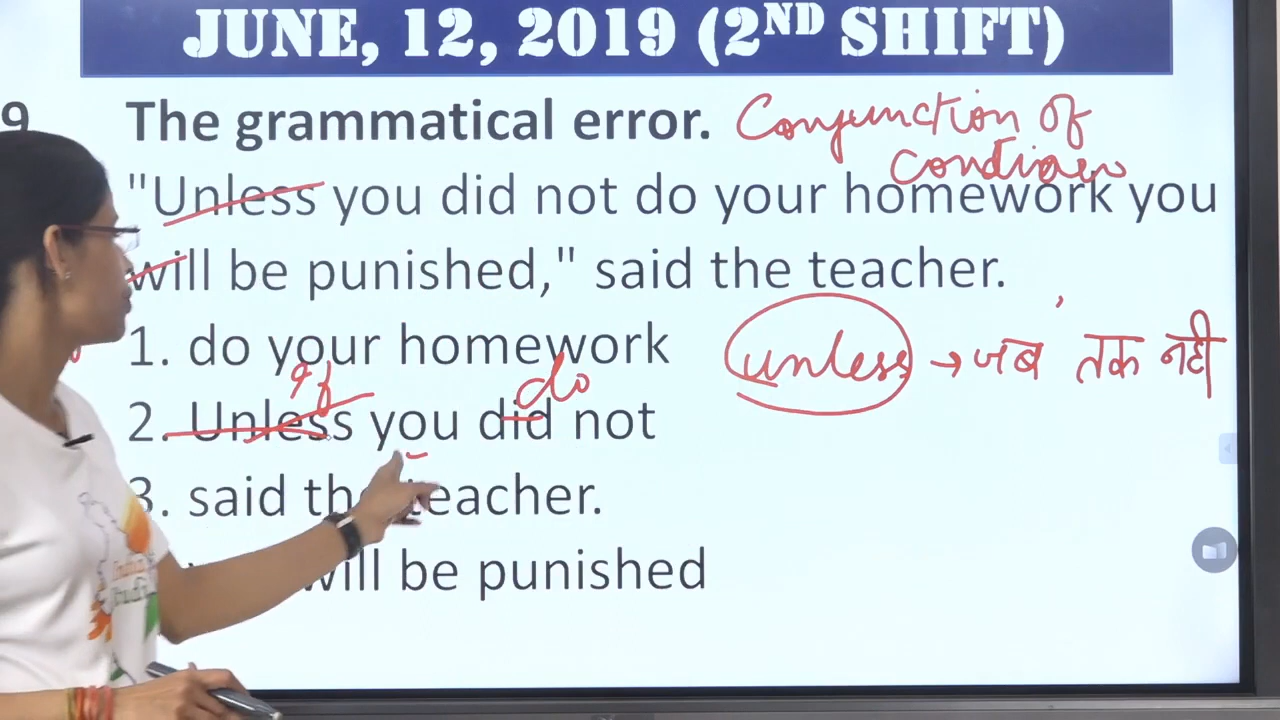 JUNE, 12, 2019 (2ND SHIFT)
9 The grammatical error. Conjunction of
"Unless you did not do your homework you
will be punished," said the teacher.
1. do your homework
unless → जब तक नहीं
if do
2. Unless you did not
3. said the teacher.
will be punished